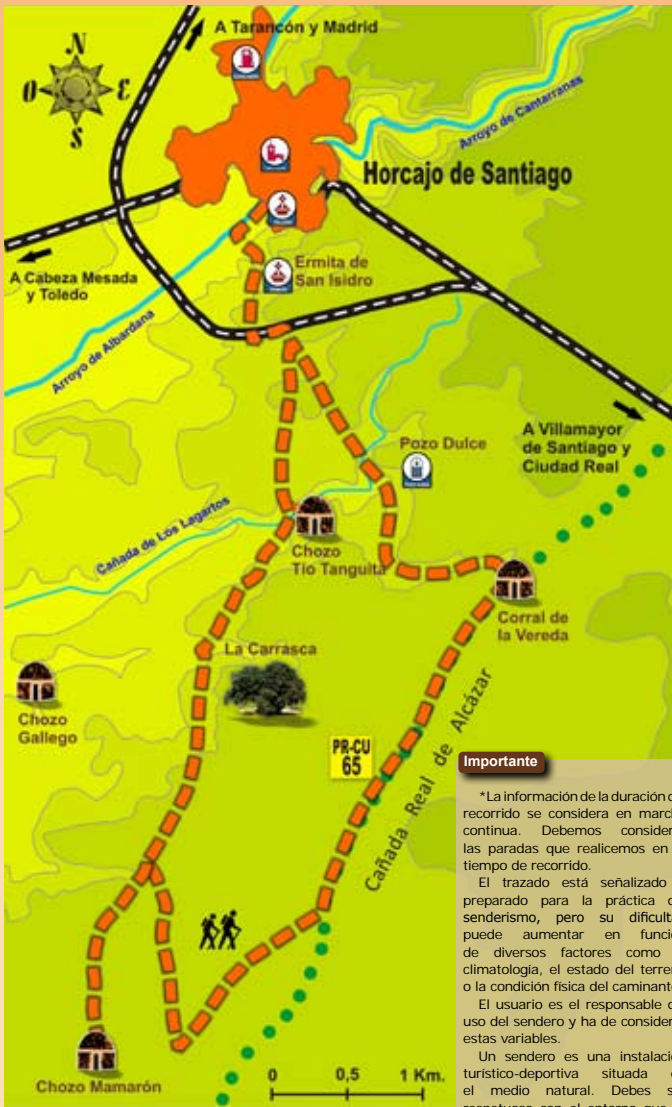 A Tarancón y Madrid
N
O
E
S
Arroyo de Cantarranas
Horcajo de Santiago
A Cabeza Mesada
y Toledo
Ermita de
San Isidro
Arroyo de Albardana
A Villamayor
de Santiago y
Ciudad Real
Pozo Dulce
Cañada de Los Lagartos
Chozo
Tío Tanguita
Corral de
la Vereda
La Carrasca
Chozo
Gallego
PR-CU
65
Cañada Real de Alcázar
Chozo Mamarón
0 0,5 1 Km.
Importante
*La información de la duración d
recorrido se considera en march
continua. Debemos consider
las paradas que realicemos en
tiempo de recorrido.
El trazado está señalizado
preparado para la práctica d
senderismo, pero su dificulta
puede aumentar en funció
de diversos factores como
climatología, el estado del terren
o la condición física del caminante
El usuario es el responsable d
uso del sendero y ha de consider
estas variables.
Un sendero es una instalació
turístico-deportiva situada e
el medio natural. Debes s